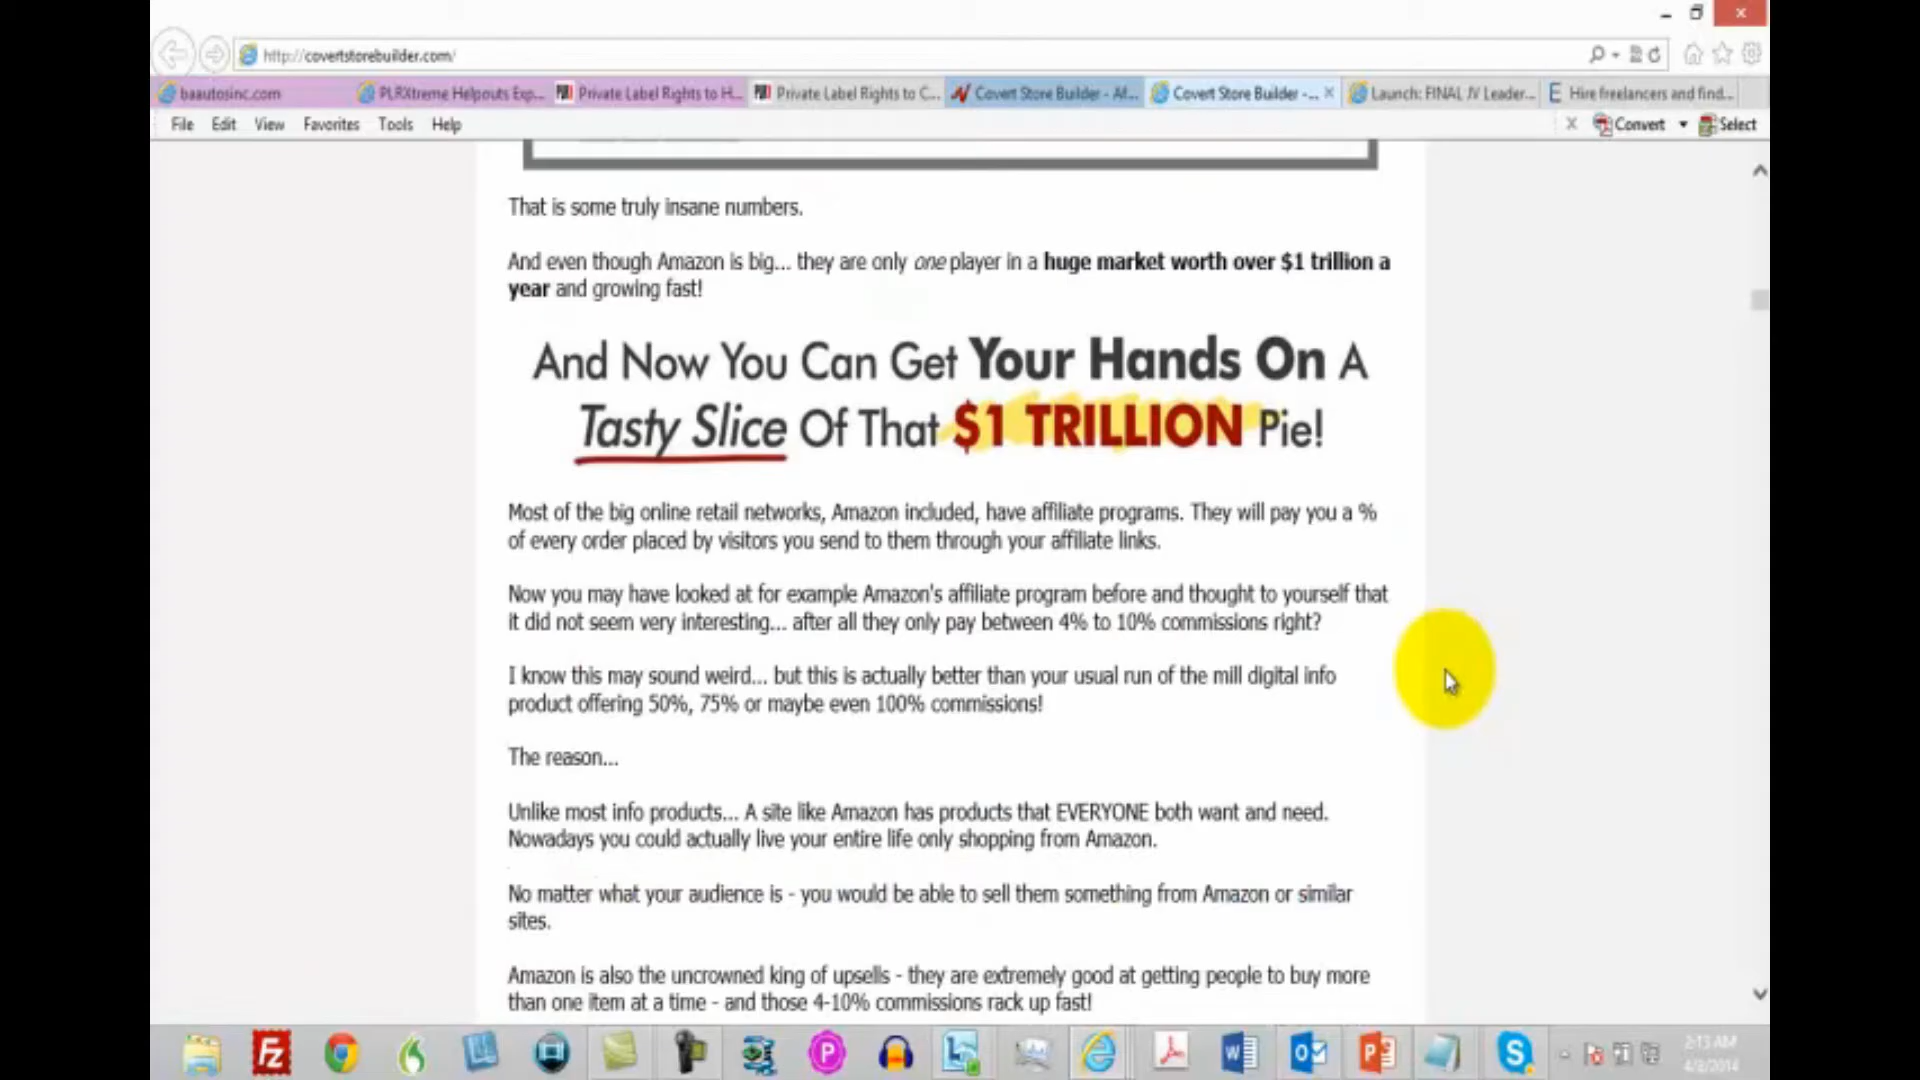 http://covertstorebuilder.com/
baautosinc.com
PLRXtreme Helpouts Exp...
Private Label Rights to H...
Private Label Rights to C...
Covert Store Builder - Af...
Covert Store Builder -...
Launch: FINAL JV Leader...
Hire freelancers and find...
File Edit View Favorites Tools Help
Convert
Select
That is some truly insane numbers.
And even though Amazon is big... they are only one player in a huge market worth over $1 trillion a
year and growing fast!
And Now You Can Get Your Hands On A
Tasty Slice Of That $1 TRILLION Pie!
Most of the big online retail networks, Amazon included, have affiliate programs. They will pay you a %
of every order placed by visitors you send to them through your affiliate links.
Now you may have looked at for example Amazon's affiliate program before and thought to yourself that
it did not seem very interesting... after all they only pay between 4% to 10% commissions right?
I know this may sound weird... but this is actually better than your usual run of the mill digital info
product offering 50%, 75% or maybe even 100% commissions!
The reason...
Unlike most info products... A site like Amazon has products that EVERYONE both want and need.
Nowadays you could actually live your entire life only shopping from Amazon.
No matter what your audience is - you would be able to sell them something from Amazon or similar
sites.
Amazon is also the uncrowned king of upsells - they are extremely good at getting people to buy more
than one item at a time - and those 4-10% commissions rack up fast!
2:13 AM
4/2/2014